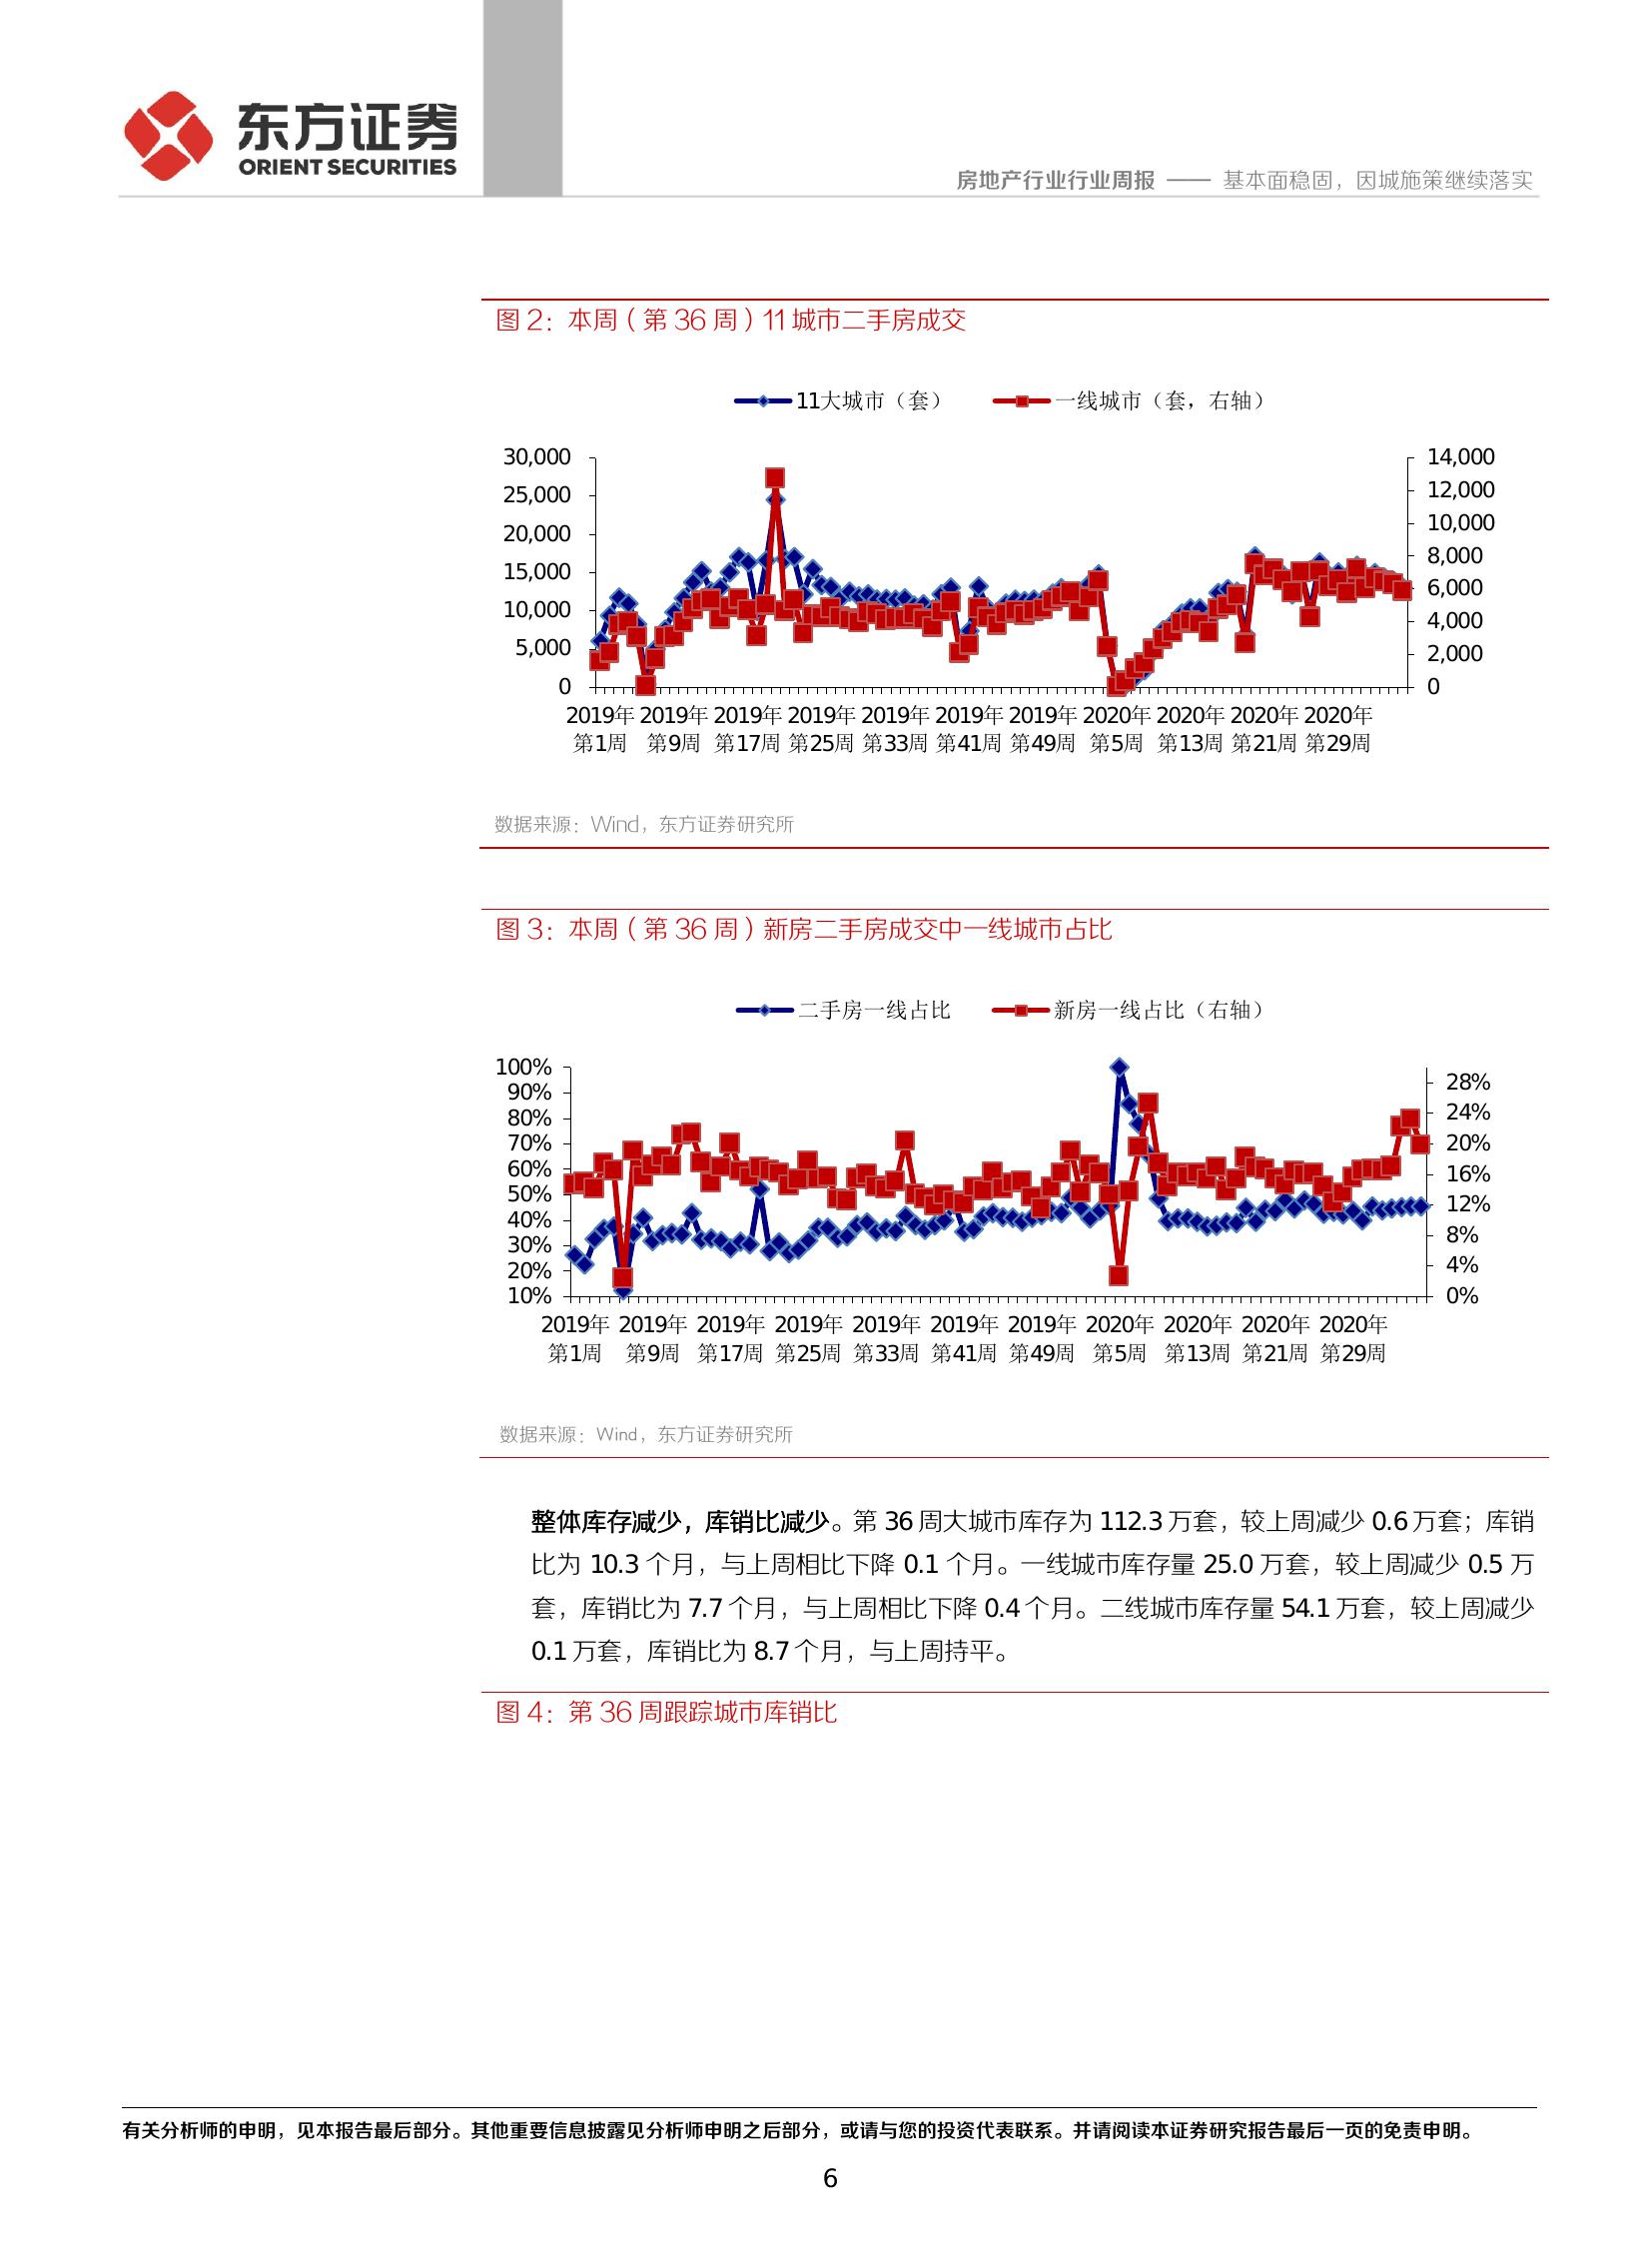 东方证券
ORIENT SECURITIES
房地产行业行业周报 —— 基本面稳固，因城施策继续落实
图 2：本周（第 36 周）11 城市二手房成交
11大城市（套） 一线城市（套，右轴）
30,000 14,000
25,000 12,000
20,000 10,000
15,000 8,000
10,000 6,000
5,000 4,000
0 2,000
0
2019年 2019年 2019年 2019年 2019年 2019年 2019年 2020年 2020年 2020年 2020年
第1周 第9周 第17周 第25周 第33周 第41周 第49周 第5周 第13周 第21周 第29周
数据来源：Wind，东方证券研究所
图 3：本周（第 36 周）新房二手房成交中一线城市占比
二手房一线占比 新房一线占比（右轴）
100%
90% 28%
80% 24%
70% 20%
60% 16%
50% 12%
40% 8%
30% 4%
20% 0%
10%
2019年 2019年 2019年 2019年 2019年 2019年 2019年 2020年 2020年 2020年 2020年
第1周 第9周 第17周 第25周 第33周 第41周 第49周 第5周 第13周 第21周 第29周
数据来源：Wind，东方证券研究所
整体库存减少，库销比减少。第 36 周大城市库存为 112.3 万套，较上周减少 0.6 万套；库销
比为 10.3 个月，与上周相比下降 0.1 个月。一线城市库存量 25.0 万套，较上周减少 0.5 万
套，库销比为 7.7 个月，与上周相比下降 0.4 个月。二线城市库存量 54.1 万套，较上周减少
0.1 万套，库销比为 8.7 个月，与上周持平。
图 4：第 36 周跟踪城市库销比
有关分析师的申明，见本报告最后部分。其他重要信息披露见分析师申明之后部分，或请与您的投资代表联系。并请阅读本证券研究报告最后一页的免责申明。
6